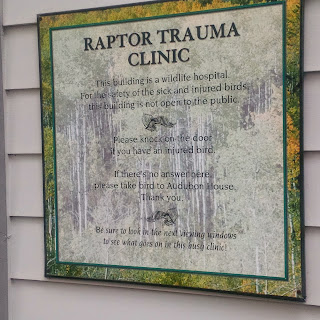 RAPTOR TRAUMA
CLINIC
This building is a wildlife hospital.
For the safety of the sick and injured birds,
this building is not open to the public.
Please knock on the door
if you have an injured bird.
If there's no answer here,
please take bird to Audubon House.
Thank you.
Be sure to look in the next viewing windows
to see what goes on in this busy clinic!